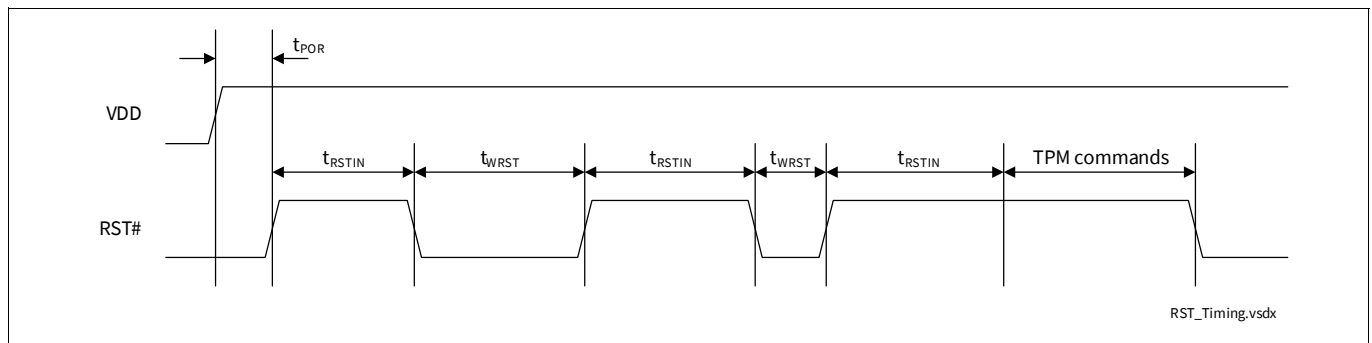 tPOR
VDD
tRSTIN tWRST tRSTIN tWRST tRSTIN TPM commands
RST#
RST_Timing.vsdx